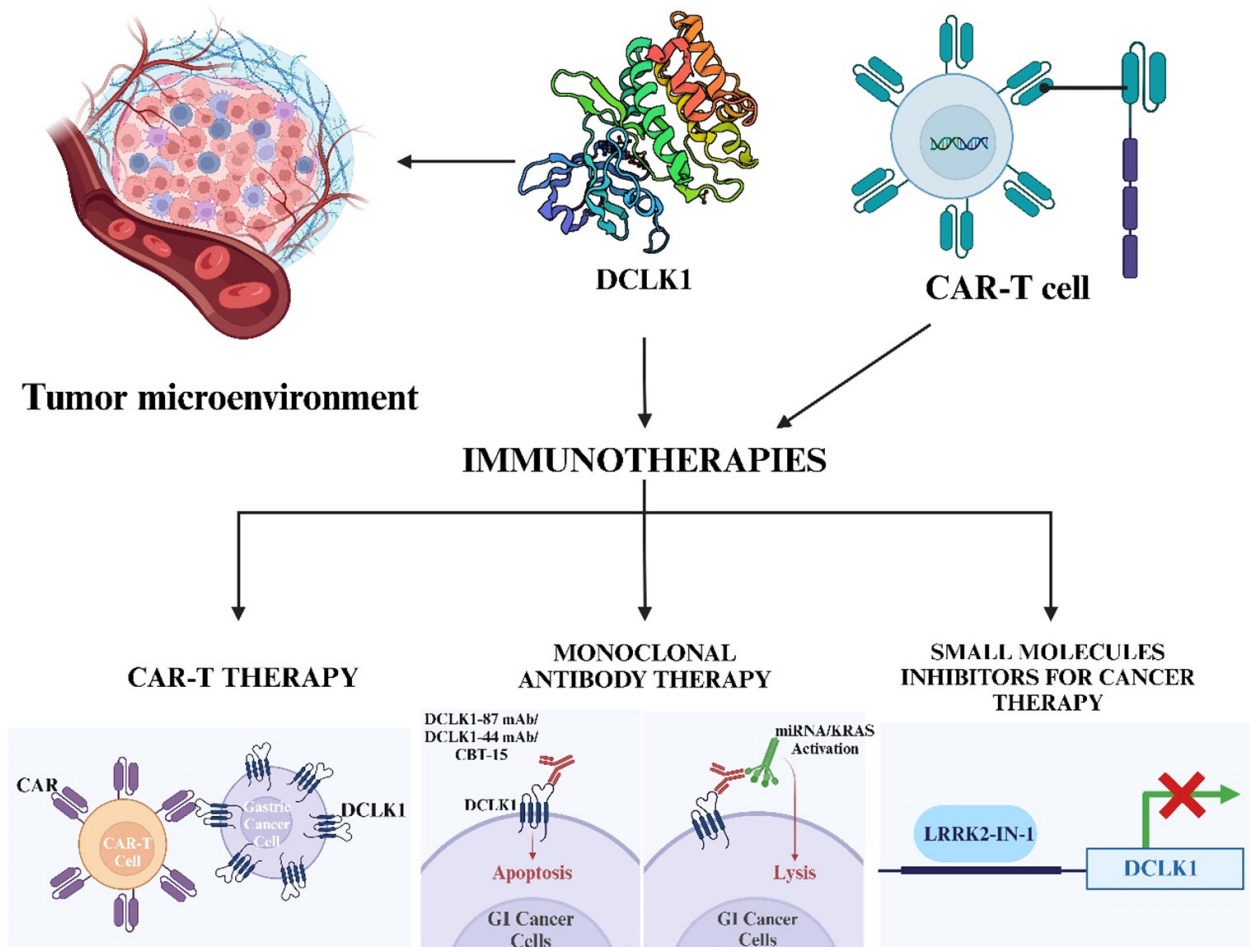 DCLK1
CAR-T cell
Tumor microenvironment
IMMUNOTHERAPIES
CAR-T THERAPY
MONOCLONAL
ANTIBODY THERAPY
SMALL MOLECULES
INHIBITORS FOR CANCER
THERAPY
CAR
CAR-T
Cell
Gastric
Cancer
Cell
DCLK1
DCLK1-87 mAb/
DCLK1-44 mAb/
CBT-15
DCLK1
Apoptosis
GI Cancer
Cells
miRNA/KRAS
Activation
Lysis
GI Cancer
Cells
LRRK2-IN-1
DCLK1